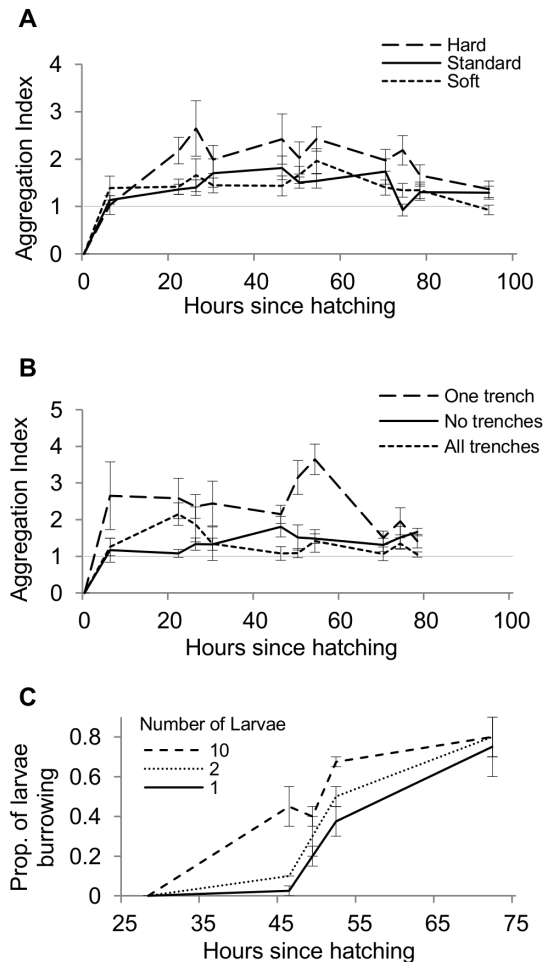 A
Hard
Standard
Soft
Aggregation Index
4
3
2
1
0
0 20 40 60 80 100
Hours since hatching
B
One trench
No trenches
All trenches
Aggregation Index
5
4
3
2
1
0
0 20 40 60 80 100
Hours since hatching
C
Number of Larvae
10
2
1
Prop. of larvae
burrowing
0.8
0.6
0.4
0.2
0
25 35 45 55 65 75
Hours since hatching